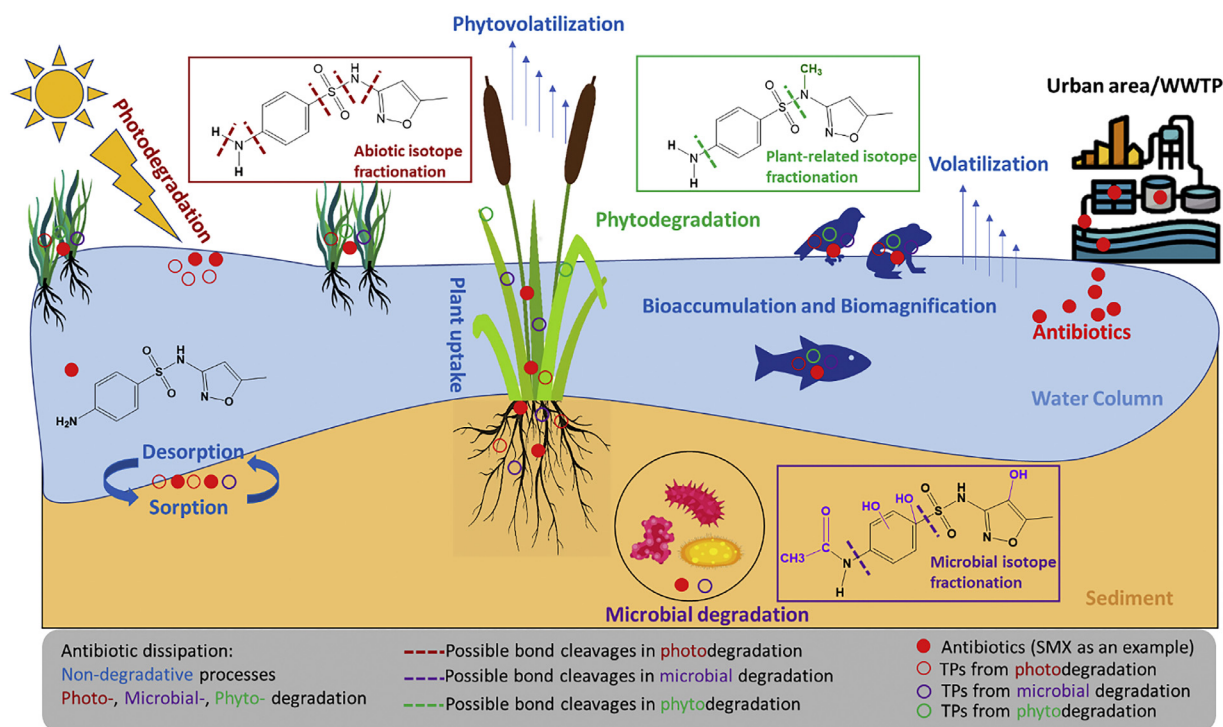 Phytovolatilization
Photodegradation
O
NH
S
O
N
O
H
N
H
Abiotic isotope
fractionation
CH₃
O
N
S
O
N
O
H
N
H
Plant-related isotope
fractionation
Urban area/WWTP
Volatilization
Phytodegradation
Plant uptake
Bioaccumulation and Biomagnification
Antibiotics
Water Column
O
H
N
S
O
N
O
H₂N
Desorption
Sorption
OH
O
HO
HO
O
H
N
S
O
N
O
CH3
C
N
H
Microbial isotope
fractionation
Microbial degradation
Sediment
Antibiotic dissipation:
Non-degradative processes
Photo-, Microbial-, Phyto- degradation
Possible bond cleavages in photodegradation
Possible bond cleavages in microbial degradation
Possible bond cleavages in phytodegradation
Antibiotics (SMX as an example)
TPs from photodegradation
TPs from microbial degradation
TPs from phytodegradation